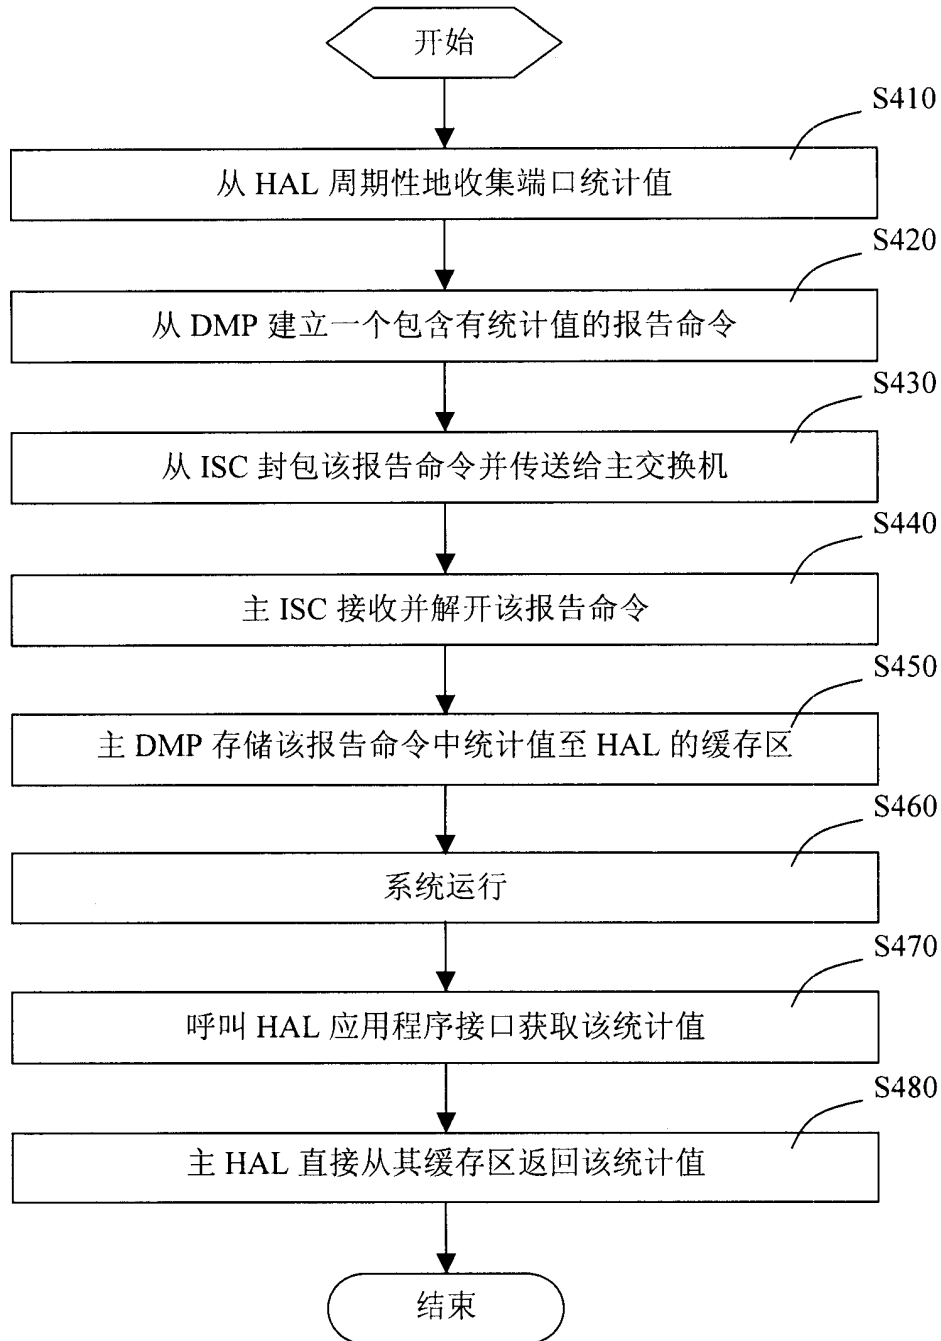 开始
S410
从 HAL 周期性地收集端口统计值
S420
从 DMP 建立一个包含有统计值的报告命令
S430
从 ISC 封包该报告命令并传送给主交换机
S440
主 ISC 接收并解开该报告命令
S450
主 DMP 存储该报告命令中统计值至 HAL 的缓存区
S460
系统运行
S470
呼叫 HAL 应用程序接口获取该统计值
S480
主 HAL 直接从其缓存区返回该统计值
结束